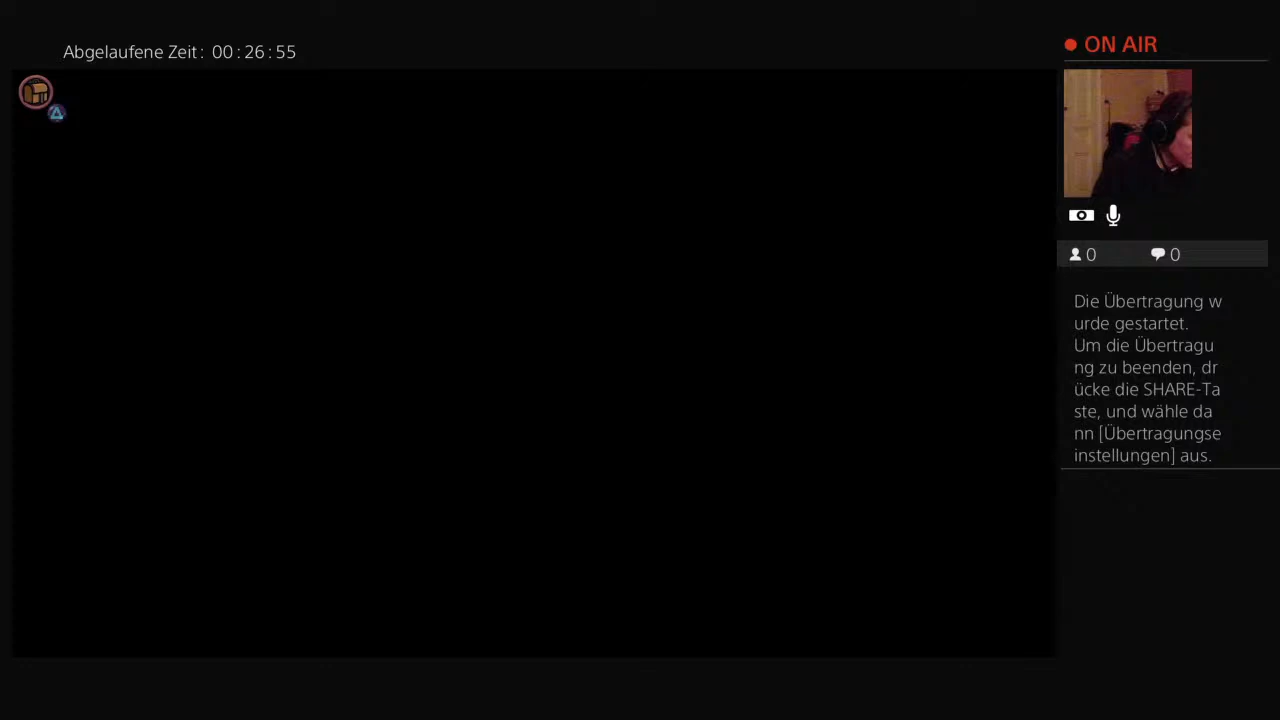 Abgelaufene Zeit: 00:26:55
ON AIR
0 0
Die Übertragung w
urde gestartet.
Um die Übertragu
ng zu beenden, dr
ücke die SHARE-Ta
ste, und wähle da
nn [Übertragungse
instellungen] aus.